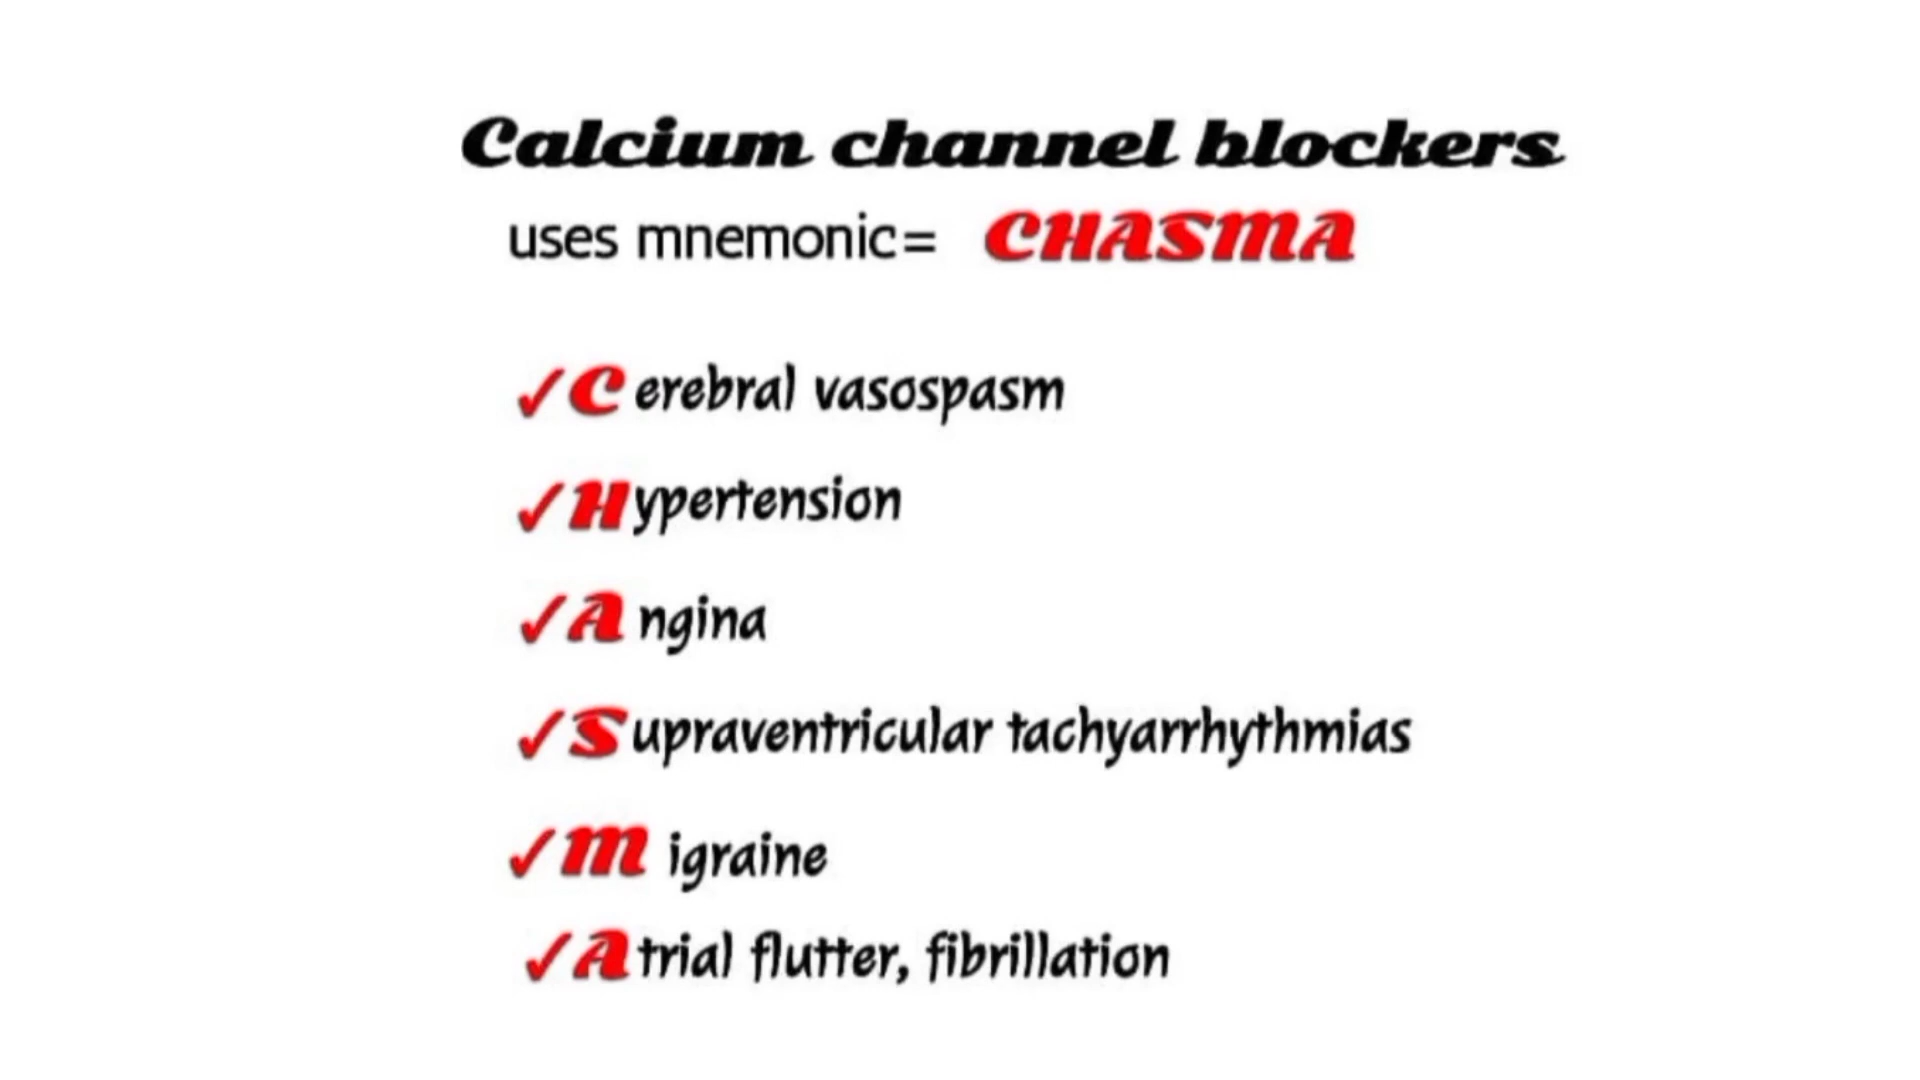 Calcium channel blockers
uses mnemonic= CHASMA
✓Cerebral vasospasm
✓Hypertension
✓Angina
✓Supraventricular tachyarrhythmias
✓Migraine
✓Atrial flutter, fibrillation